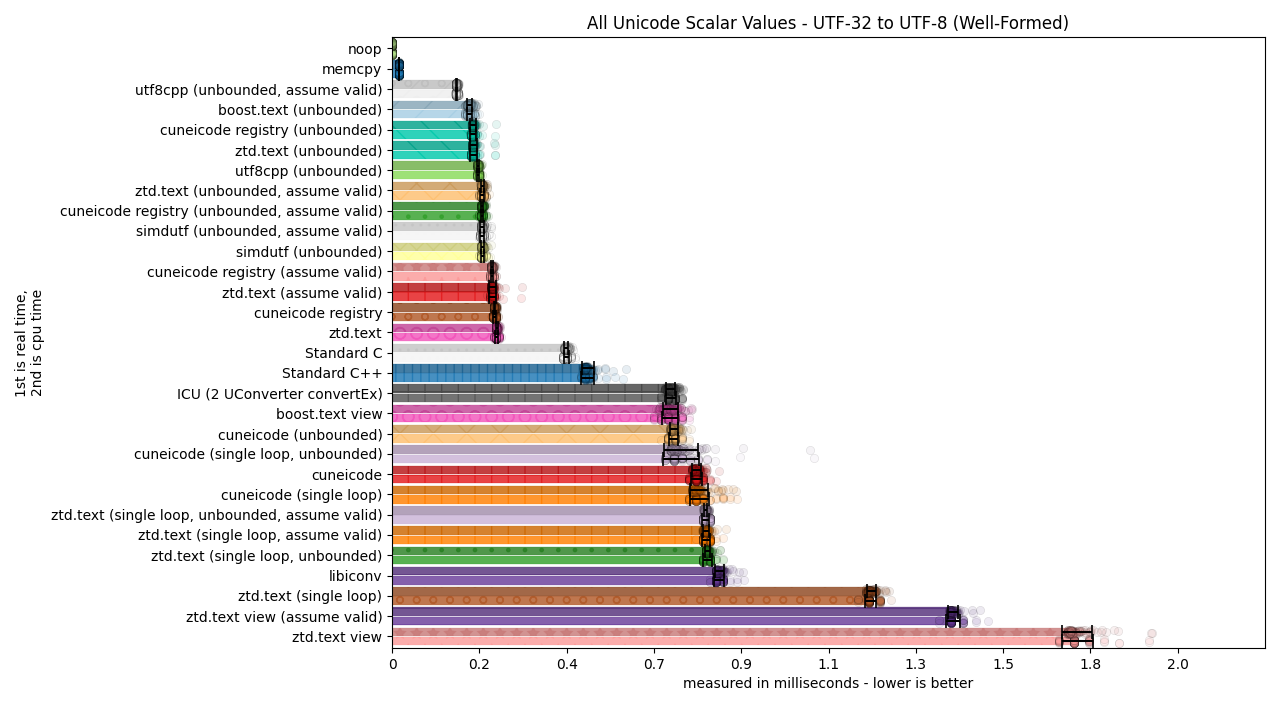 All Unicode Scalar Values - UTF-32 to UTF-8 (Well-Formed)
1st is real time,
2nd is cpu time
noop
memcpy
utf8cpp (unbounded, assume valid)
boost.text (unbounded)
cuneicode registry (unbounded)
ztd.text (unbounded)
utf8cpp (unbounded)
ztd.text (unbounded, assume valid)
cuneicode registry (unbounded, assume valid)
simdutf (unbounded, assume valid)
simdutf (unbounded)
cuneicode registry (assume valid)
ztd.text (assume valid)
cuneicode registry
ztd.text
Standard C
Standard C++
ICU (2 UConverter convertEx)
boost.text view
cuneicode (unbounded)
cuneicode (single loop, unbounded)
cuneicode
cuneicode (single loop)
ztd.text (single loop, unbounded, assume valid)
ztd.text (single loop, assume valid)
ztd.text (single loop, unbounded)
libiconv
ztd.text (single loop)
ztd.text view (assume valid)
ztd.text view
0 0.2 0.4 0.7 0.9 1.1 1.3 1.5 1.8 2.0
measured in milliseconds - lower is better